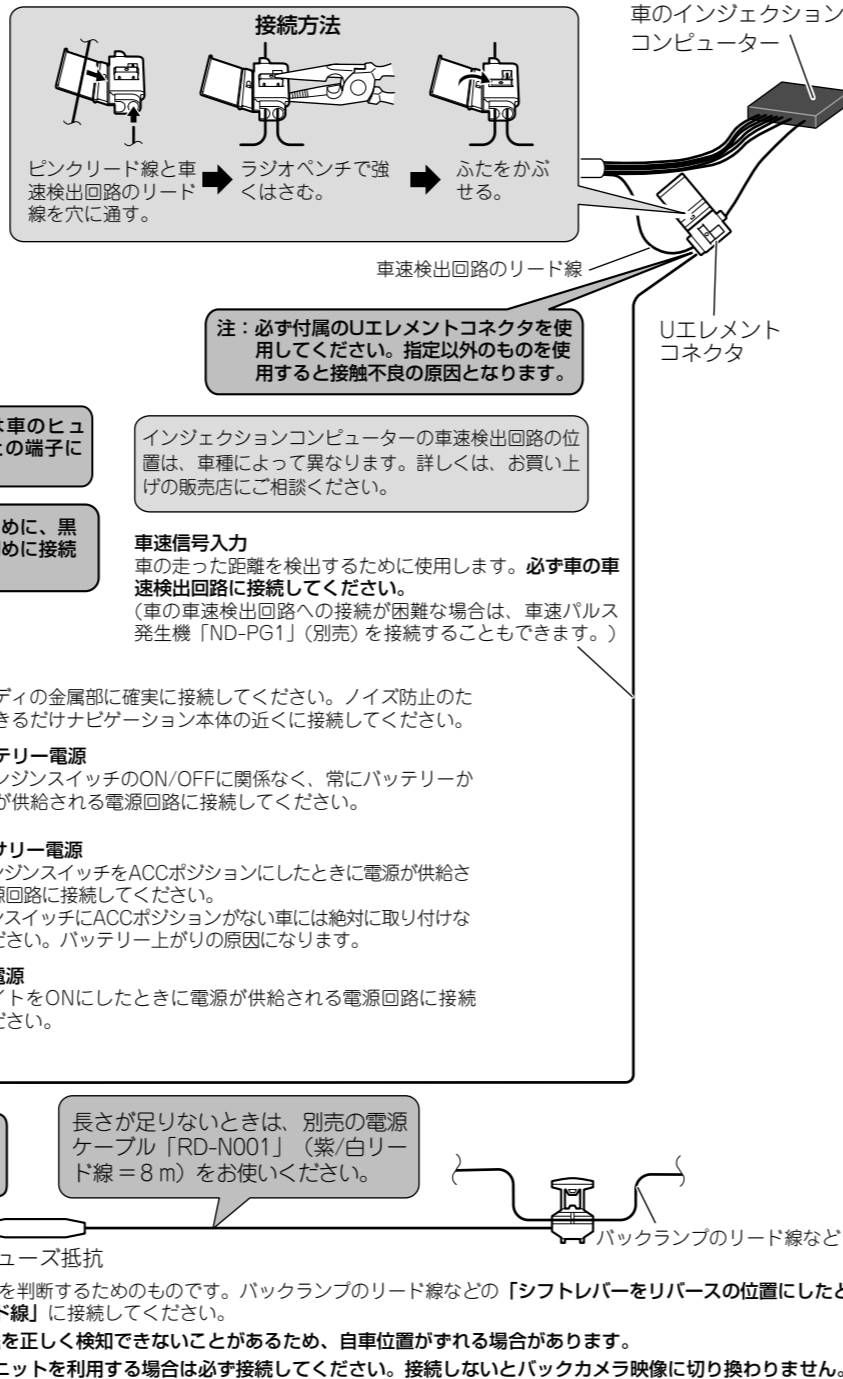 接続方法
ピンクリード線と車
速検出回路のリード
線を穴に通す。
ラジオペンチで強
くはさむ。
ふたをかぶ
せる。
車のインジェクション
コンピューター
車速検出回路のリード線
Uエレメント
コネクタ
注：必ず付属のUエレメントコネクタを使
用してください。指定以外のものを使
用すると接触不良の原因となります。
は車のヒュ
との端子に
インジェクションコンピューターの車速検出回路の位
置は、車種によって異なります。詳しくは、お買い上
げの販売店にご相談ください。
めに、黒
初めに接続
車速信号入力
車の走った距離を検出するために使用します。必ず車の車
速検出回路に接続してください。
(車の車速検出回路への接続が困難な場合は、車速パルス
発生機「ND-PG1」(別売) を接続することもできます。)
ディの金属部に確実に接続してください。ノイズ防止のた
きるだけナビゲーション本体の近くに接続してください。
テリー電源
ンジンスイッチのON/OFFに関係なく、常にバッテリーか
が供給される電源回路に接続してください。
サリー電源
ンジンスイッチをACCポジションにしたときに電源が供給さ
源回路に接続してください。
ンスイッチにACCポジションがない車には絶対に取り付けな
ださい。バッテリー上がりの原因になります。
電源
イトをONにしたときに電源が供給される電源回路に接続
ださい。
長さが足りないときは、別売の電源
ケーブル「RD-N001」（紫/白リー
ド線＝8 m）をお使いください。
バックランプのリード線など
ューズ抵抗
を判断するためのものです。バックランプのリード線などの「シフトレバーをリバースの位置にしたと
ド線」に接続してください。
を正しく検知できないことがあるため、自車位置がずれる場合があります。
ニットを利用する場合は必ず接続してください。接続しないとバックカメラ映像に切り換わりません。